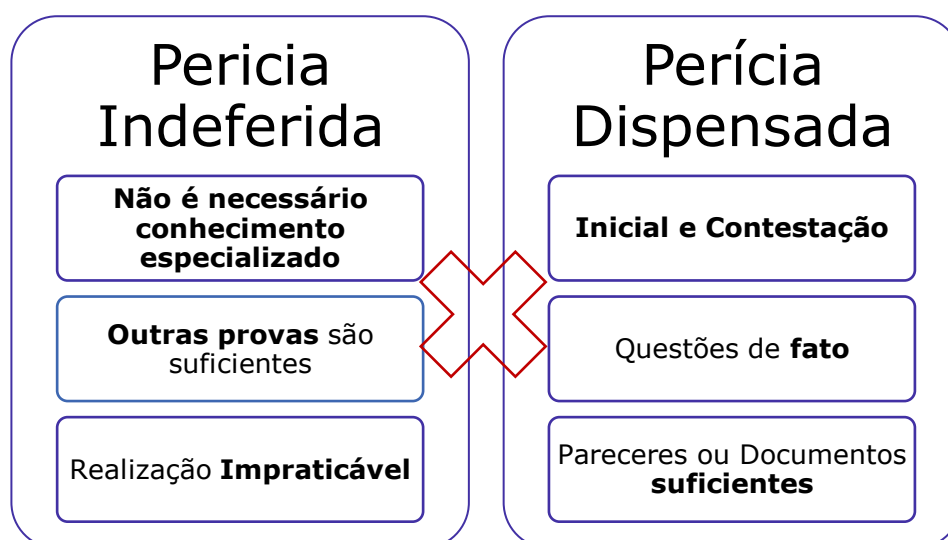 Pericia
Indeferida
Não é necessário
conhecimento
especializado
Outras provas são
suficientes
Realização Impraticável
Perícia
Dispensada
Inicial e Contestação
Questões de fato
Pareceres ou Documentos
suficientes